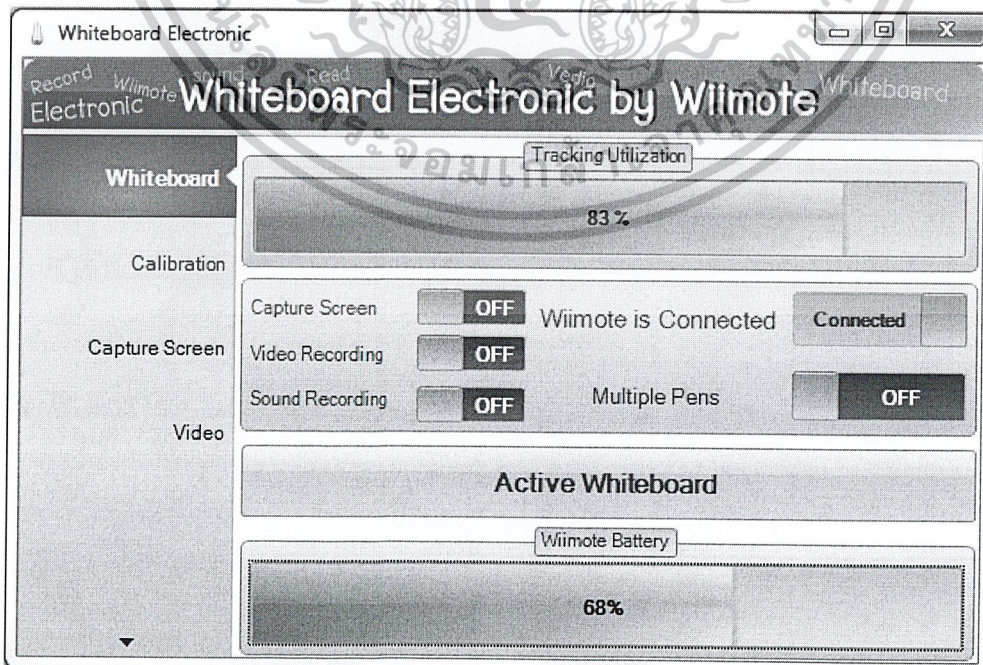 Whiteboard Electronic
Record Wiimote Sound Read Vedio Whiteboard
Electronic
Whiteboard Electronic by Wiimote
Whiteboard
Calibration
Capture Screen
Video
Tracking Utilization
83 %
Capture Screen OFF
Video Recording OFF
Sound Recording OFF
Wiimote is Connected Connected
Multiple Pens OFF
Active Whiteboard
Wiimote Battery
68%